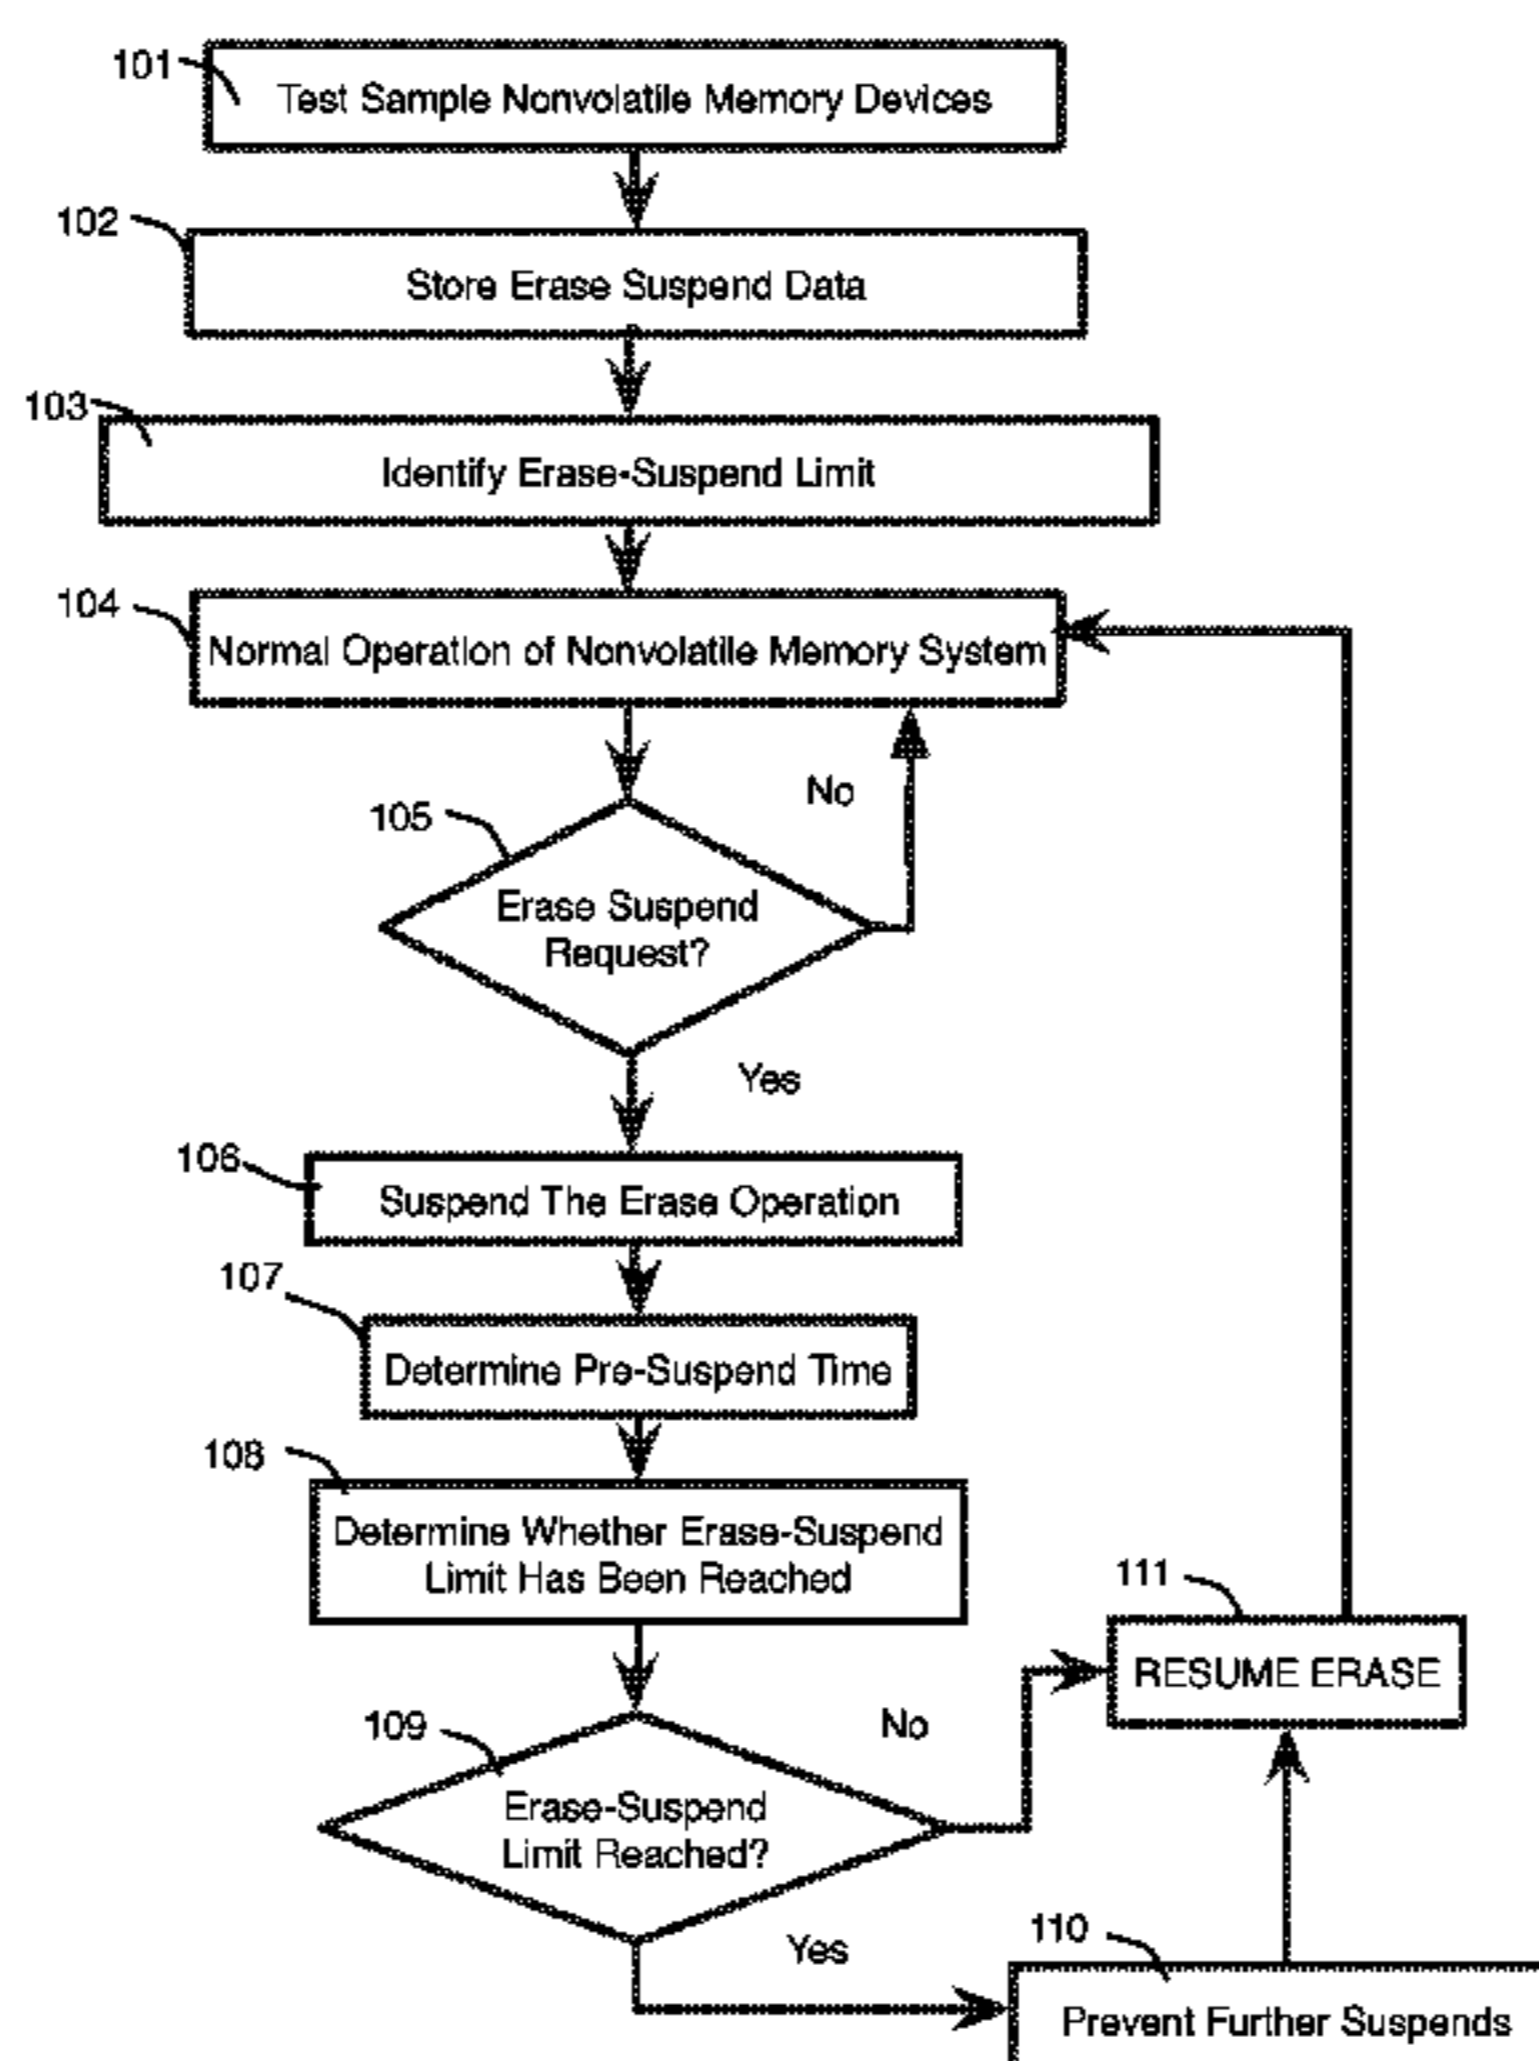 101
Test Sample Nonvolatile Memory Devices
102
Store Erase Suspend Data
103
Identify Erase-Suspend Limit
104
Normal Operation of Nonvolatile Memory System
No
105
Erase Suspend
Request?
Yes
106
Suspend The Erase Operation
107
Determine Pre-Suspend Time
108
Determine Whether Erase-Suspend
Limit Has Been Reached
111
RESUME ERASE
109
No
Erase-Suspend
Limit Reached?
Yes
110
Prevent Further Suspends